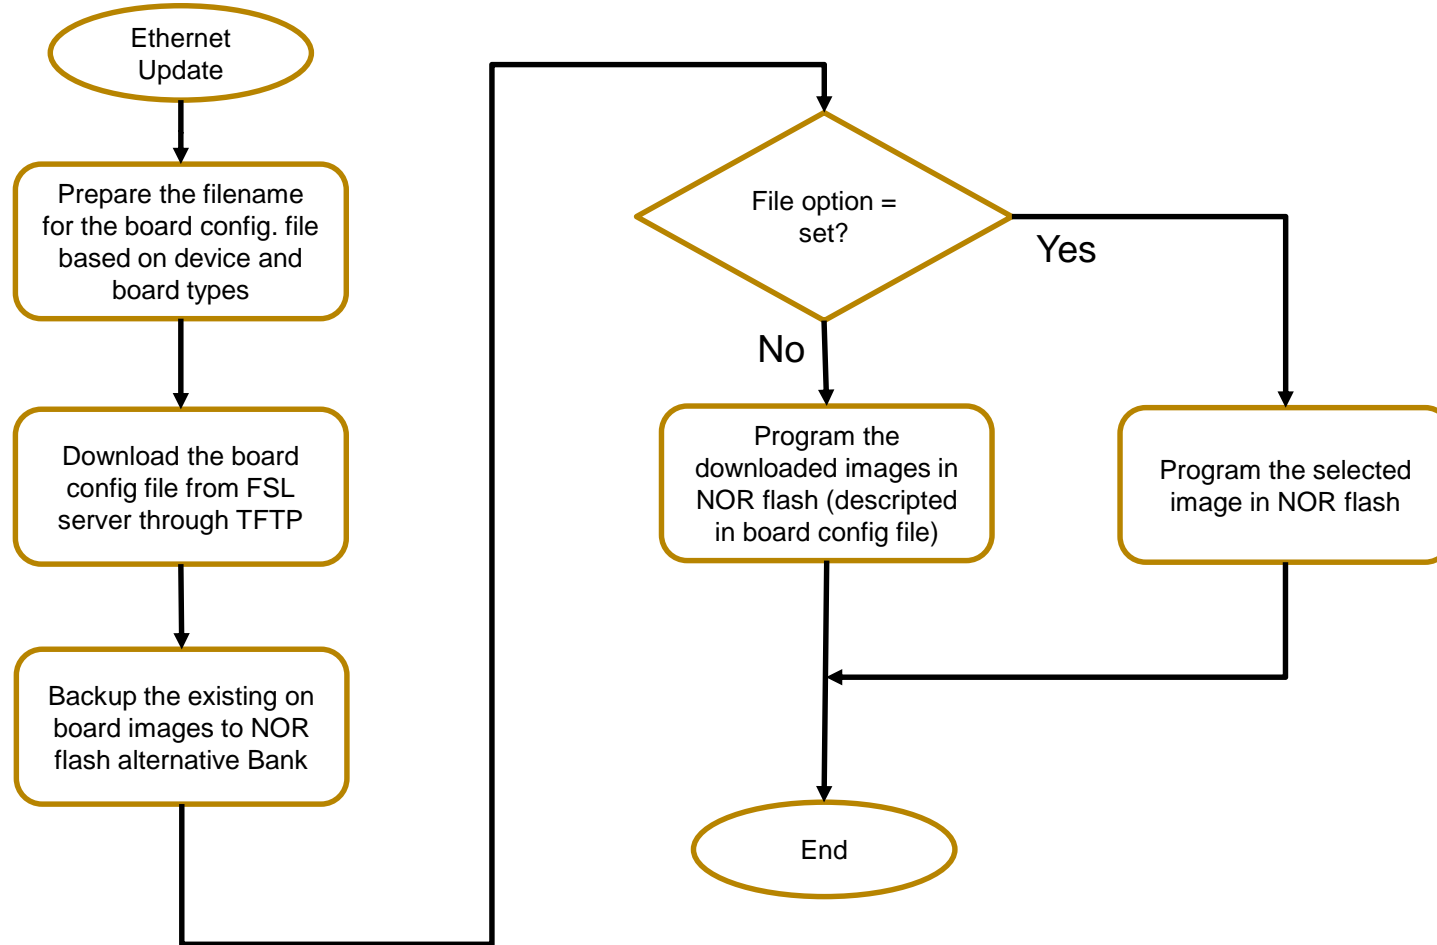 Ethernet
Update
Prepare the filename
for the board config. file
based on device and
board types
Download the board
config file from FSL
server through TFTP
Backup the existing on
board images to NOR
flash alternative Bank
File option =
set?
Yes
No
Program the
downloaded images in
NOR flash (descripted
in board config file)
Program the selected
image in NOR flash
End